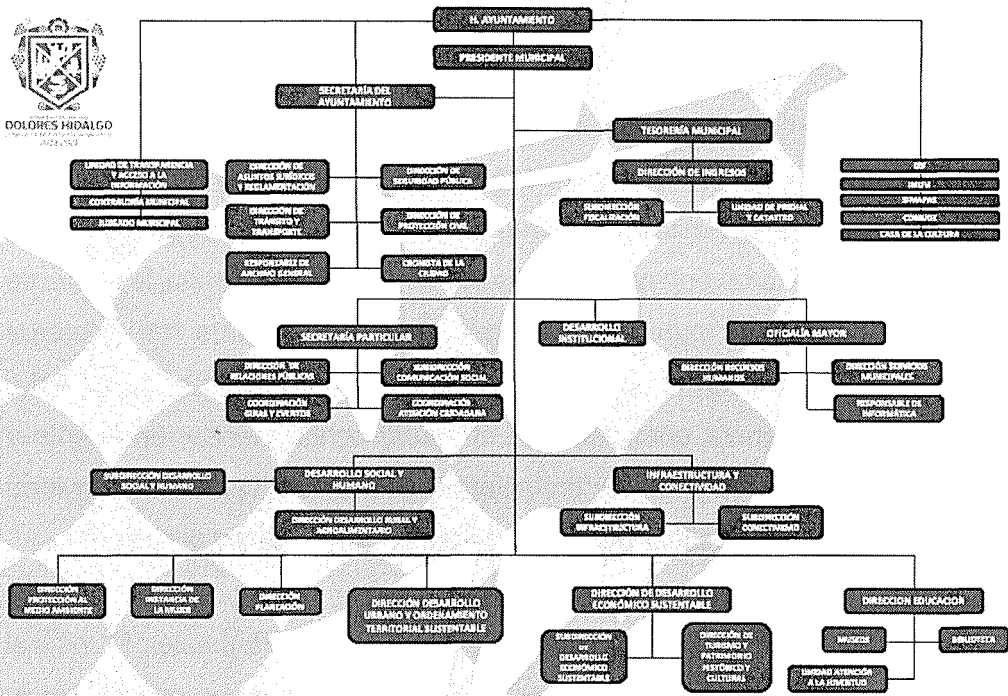 H. AYUNTAMIENTO
PRESIDENTE MUNICIPAL
SECRETARÍA DEL
AYUNTAMIENTO
DOLORES HIDALGO
TESORERÍA MUNICIPAL
UNIDAD DE TRANSPARENCIA
Y ACCESO A LA
INFORMACIÓN
CONTRALORÍA MUNICIPAL
JUZGADO MUNICIPAL
DIRECCIÓN DE
ASUNTOS JURÍDICOS
Y REGLAMENTACIÓN
DIRECCIÓN DE
SEGURIDAD PÚBLICA
DIRECCIÓN DE
TRÁNSITO Y
TRANSPORTE
DIRECCIÓN DE
PROTECCIÓN CIVIL
RESPONSABLE DE
ARCHIVO GENERAL
CRONISTA DE LA
CIUDAD
DIRECCIÓN DE INGRESOS
SUBDIRECCIÓN
FISCALIZACIÓN
UNIDAD DE PREDIAL
Y CATASTRO
DIF
IMUVI
SIMAPAS
COMUDE
CASA DE LA CULTURA
SECRETARÍA PARTICULAR
DIRECCIÓN DE
RELACIONES PÚBLICAS
SUBDIRECCIÓN
COMUNICACIÓN SOCIAL
COORDINACIÓN
GIRAS Y EVENTOS
COORDINACIÓN
ATENCIÓN CIUDADANA
DESARROLLO
INSTITUCIONAL
OFICIALÍA MAYOR
DIRECCIÓN RECURSOS
HUMANOS
DIRECCIÓN SERVICIOS
MUNICIPALES
RESPONSABLE DE
INFORMÁTICA
SUBDIRECCIÓN DESARROLLO
SOCIAL Y HUMANO
DESARROLLO SOCIAL Y
HUMANO
DIRECCIÓN DESARROLLO RURAL Y
AGROALIMENTARIO
INFRAESTRUCTURA Y
CONECTIVIDAD
SUBDIRECCIÓN
INFRAESTRUCTURA
SUBDIRECCIÓN
CONECTIVIDAD
DIRECCIÓN
PROTECCIÓN AL
MEDIO AMBIENTE
DIRECCIÓN
INSTANCIA DE
LA MUJER
DIRECCIÓN
PLANEACIÓN
DIRECCIÓN DESARROLLO
URBANO Y ORDENAMIENTO
TERRITORIAL SUSTENTABLE
DIRECCIÓN DE DESARROLLO
ECONÓMICO SUSTENTABLE
SUBDIRECCIÓN
DE
DESARROLLO
ECONÓMICO
SUSTENTABLE
DIRECCIÓN DE
TURISMO Y
PATRIMONIO
HISTÓRICO Y
CULTURAL
DIRECCION EDUCACION
MUSEOS
BIBLIOTECA
UNIDAD ATENCIÓN
A LA JUVENTUD